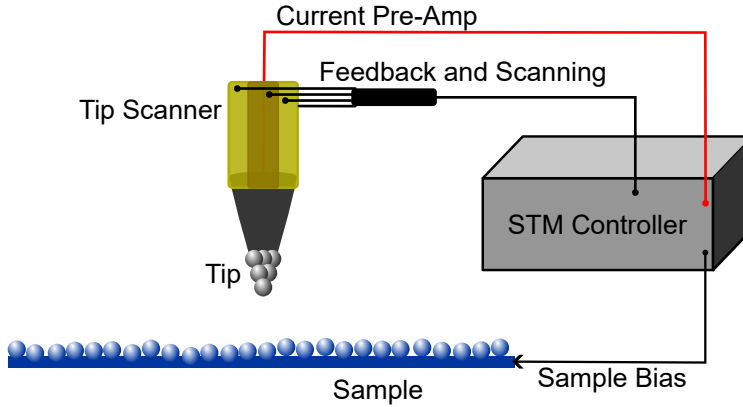 Current Pre-Amp
Feedback and Scanning
Tip Scanner
STM Controller
Tip
Sample Bias
Sample